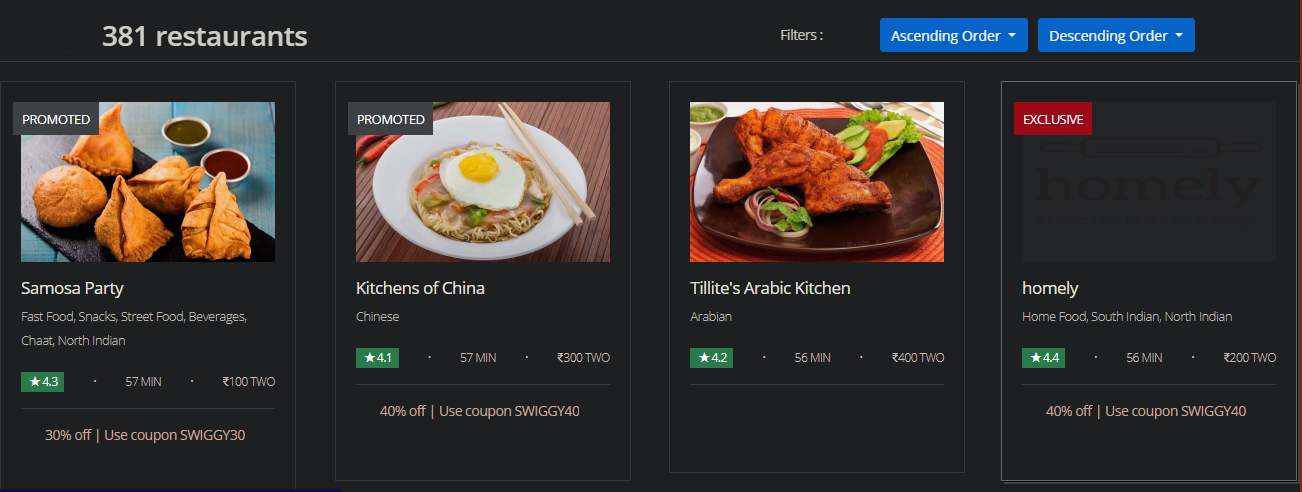 381 restaurants
Filters :
Ascending Order
Descending Order
PROMOTED
Samosa Party
Fast Food, Snacks, Street Food, Beverages,
Chaat, North Indian
★4.3 · 57 MIN · ₹100 TWO
30% off | Use coupon SWIGGY30
PROMOTED
Kitchens of China
Chinese
★4.1 · 57 MIN · ₹300 TWO
40% off | Use coupon SWIGGY40
Tillite's Arabic Kitchen
Arabian
★4.2 · 56 MIN · ₹400 TWO
EXCLUSIVE
homely
homely
Home Food, South Indian, North Indian
★4.4 · 56 MIN · ₹200 TWO
40% off | Use coupon SWIGGY40